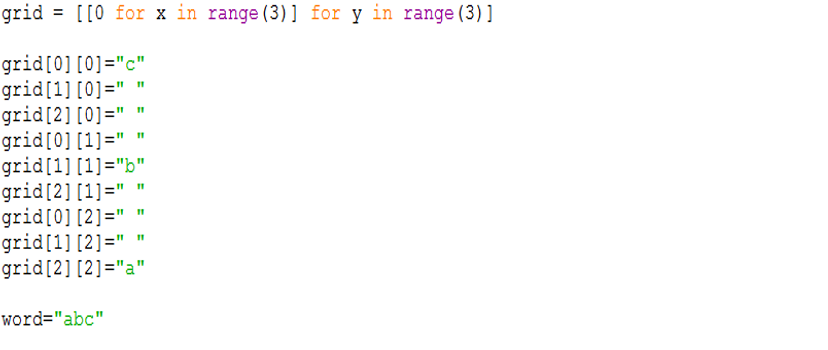 grid = [[0 for x in range(3)] for y in range(3)]
grid[0][0]="c"
grid[1][0]=" "
grid[2][0]=" "
grid[0][1]=" "
grid[1][1]="b"
grid[2][1]=" "
grid[0][2]=" "
grid[1][2]=" "
grid[2][2]="a"
word="abc"